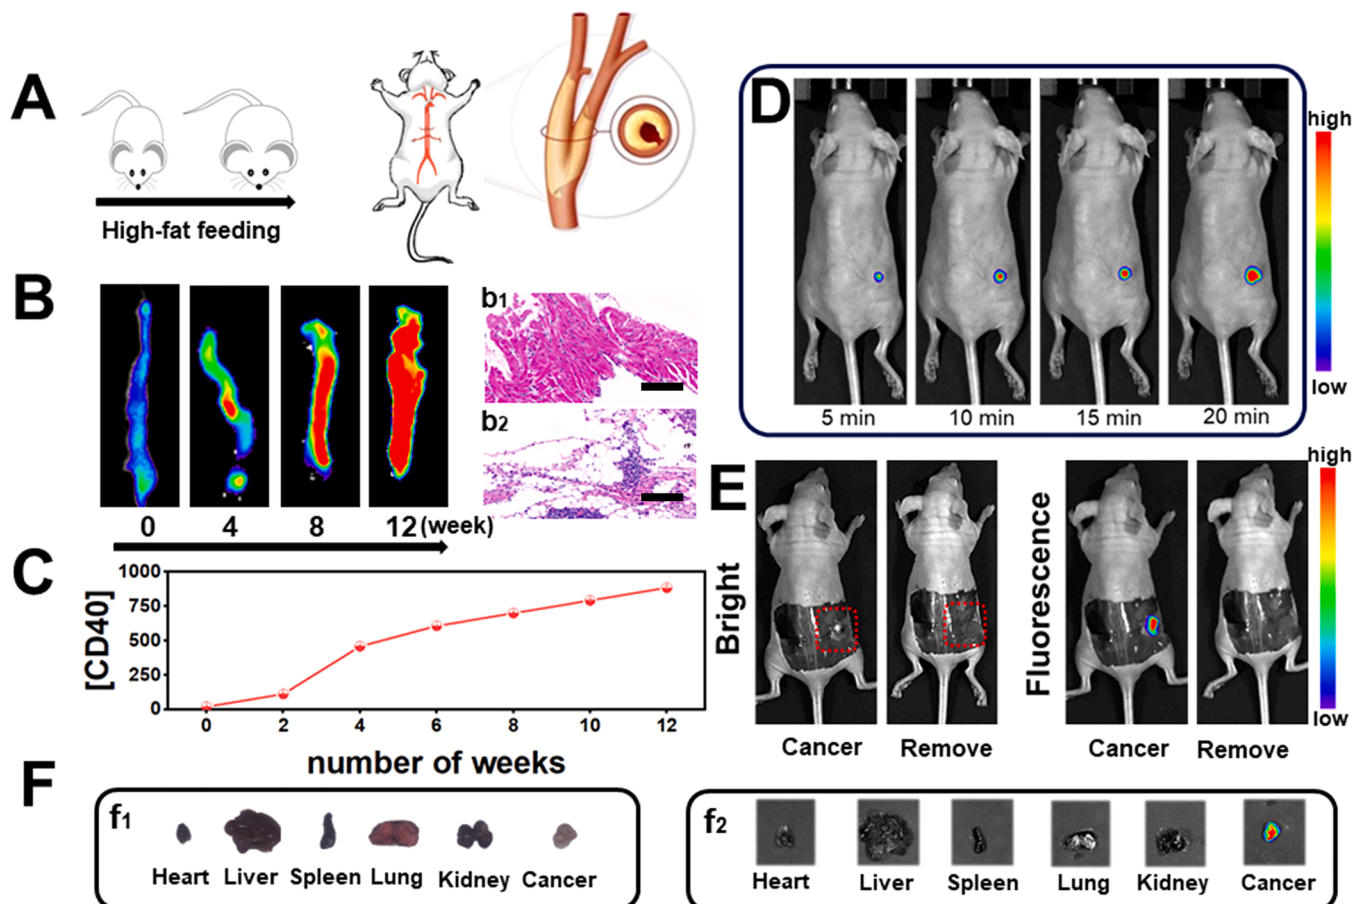 A
High-fat feeding
B
0
4
8
12 (week)
b1
b2
C
[CD40]
1000
750
500
250
0
0 2 4 6 8 10 12
number of weeks
D
5 min
10 min
15 min
20 min
high
low
E
Bright
Cancer
Remove
Fluorescence
Cancer
Remove
high
low
F
f1
Heart Liver Spleen Lung Kidney Cancer
f2
Heart Liver Spleen Lung Kidney Cancer